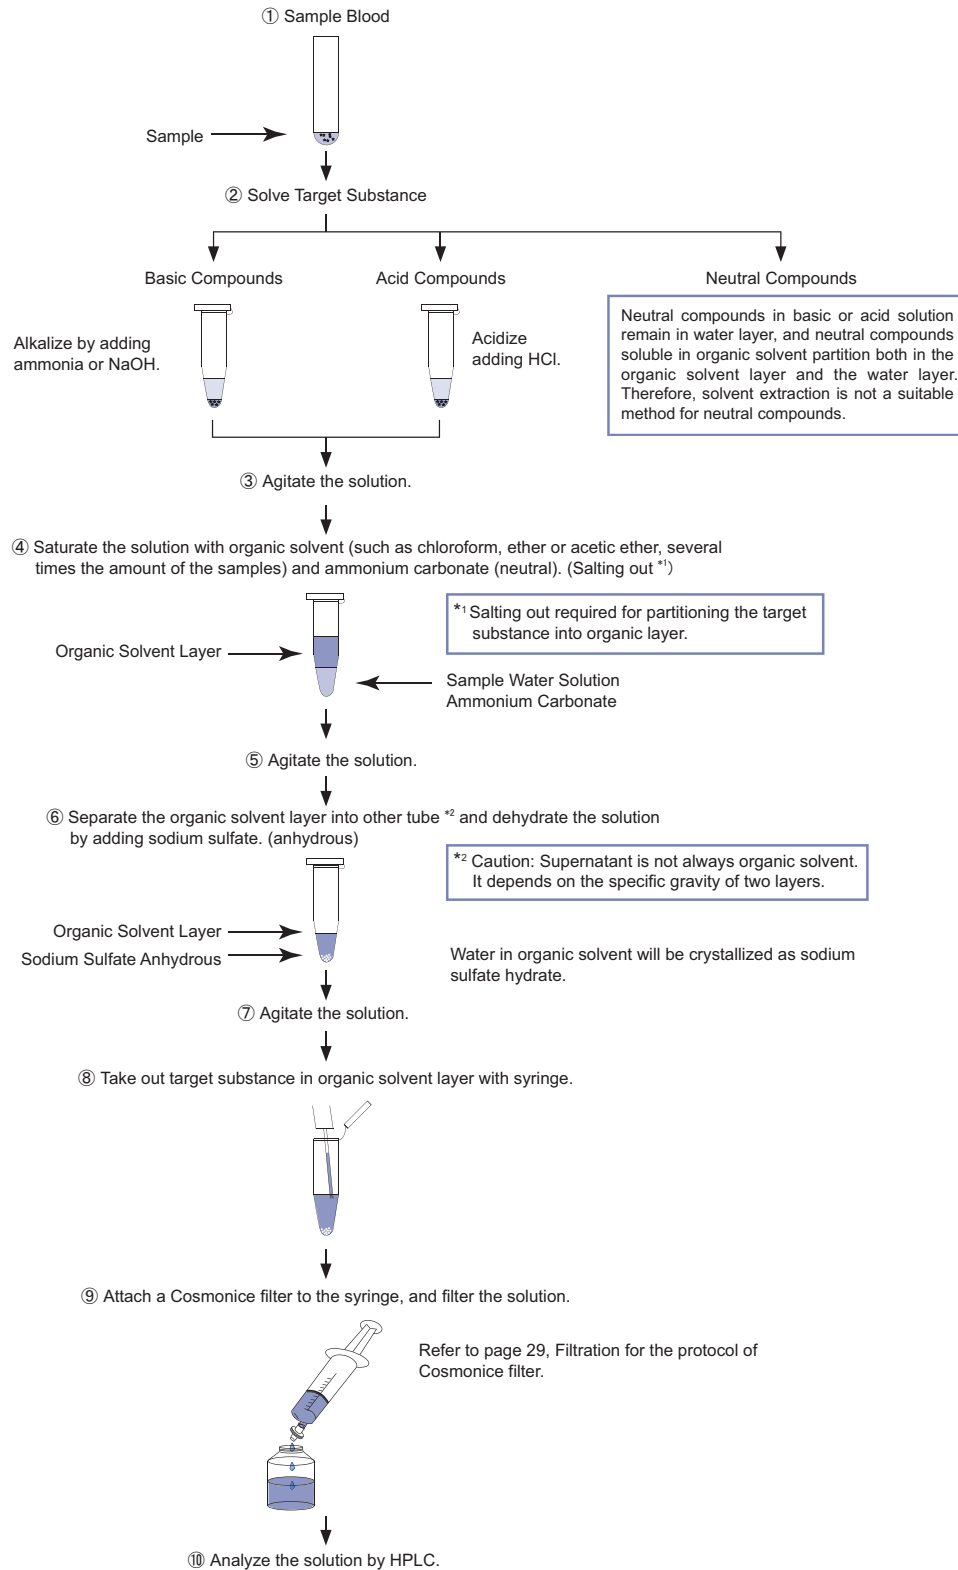 ① Sample Blood
Sample
② Solve Target Substance
Basic Compounds
Acid Compounds
Neutral Compounds
Alkalize by adding
ammonia or NaOH.
Acidize
adding HCl.
Neutral compounds in basic or acid solution
remain in water layer, and neutral compounds
soluble in organic solvent partition both in the
organic solvent layer and the water layer.
Therefore, solvent extraction is not a suitable
method for neutral compounds.
③ Agitate the solution.
④ Saturate the solution with organic solvent (such as chloroform, ether or acetic ether, several
times the amount of the samples) and ammonium carbonate (neutral). (Salting out *1)
*1 Salting out required for partitioning the target
substance into organic layer.
Organic Solvent Layer
Sample Water Solution
Ammonium Carbonate
⑤ Agitate the solution.
⑥ Separate the organic solvent layer into other tube *2 and dehydrate the solution
by adding sodium sulfate. (anhydrous)
*2 Caution: Supernatant is not always organic solvent.
It depends on the specific gravity of two layers.
Organic Solvent Layer
Sodium Sulfate Anhydrous
Water in organic solvent will be crystallized as sodium
sulfate hydrate.
⑦ Agitate the solution.
⑧ Take out target substance in organic solvent layer with syringe.
⑨ Attach a Cosmonice filter to the syringe, and filter the solution.
Refer to page 29, Filtration for the protocol of
Cosmonice filter.
⑩ Analyze the solution by HPLC.